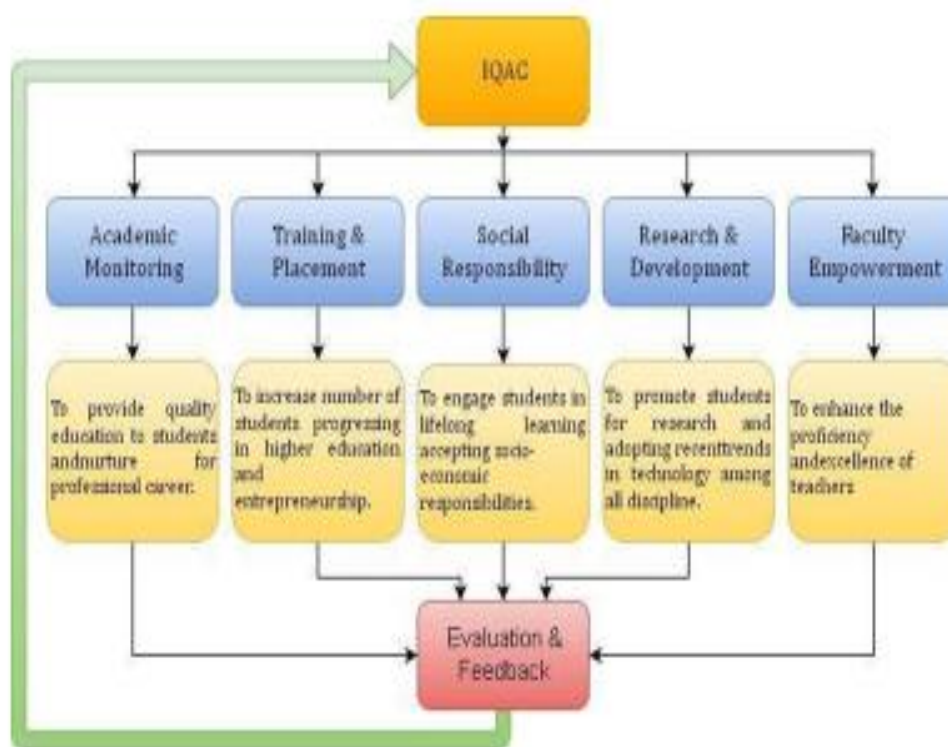 IQAC
Academic
Monitoring
Training &
Placement
Social
Responsibility
Research &
Development
Faculty
Empowerment
To provide quality
education to students
andnurture for
professional career.
To increase number of
students progressing
in higher education
and
entrepreneurship.
To engage students in
lifelong learning
accepting socio-
economic
responsibilities.
To promote students
for research and
adopting recenttrends
in technology among
all discipline.
To enhance the
proficiency
andexcellence of
teachers
Evaluation &
Feedback